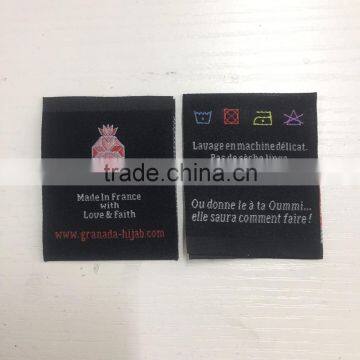 Made In France
with
Love & Faith
www.granada-hijab.com
Lavage en machine délicat.
Pas de sèche linge.
Ou donne le à ta Oummi...
elle saura comment faire !
trade.china.cn